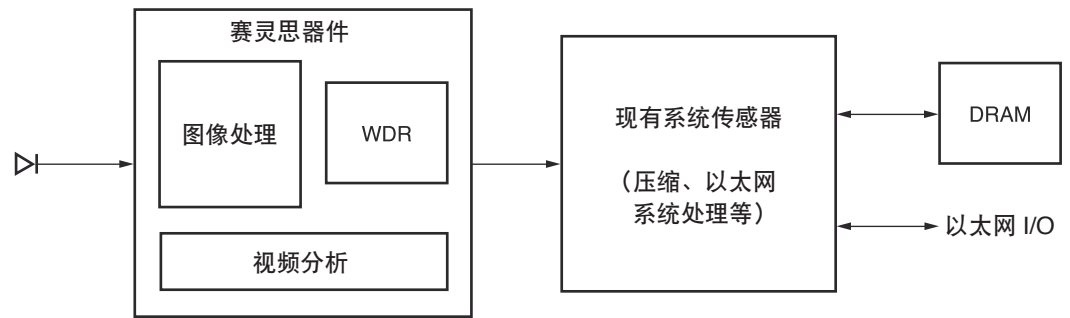 赛灵思器件
图像处理
WDR
视频分析
现有系统传感器
（压缩、以太网
系统处理等）
DRAM
以太网 I/O